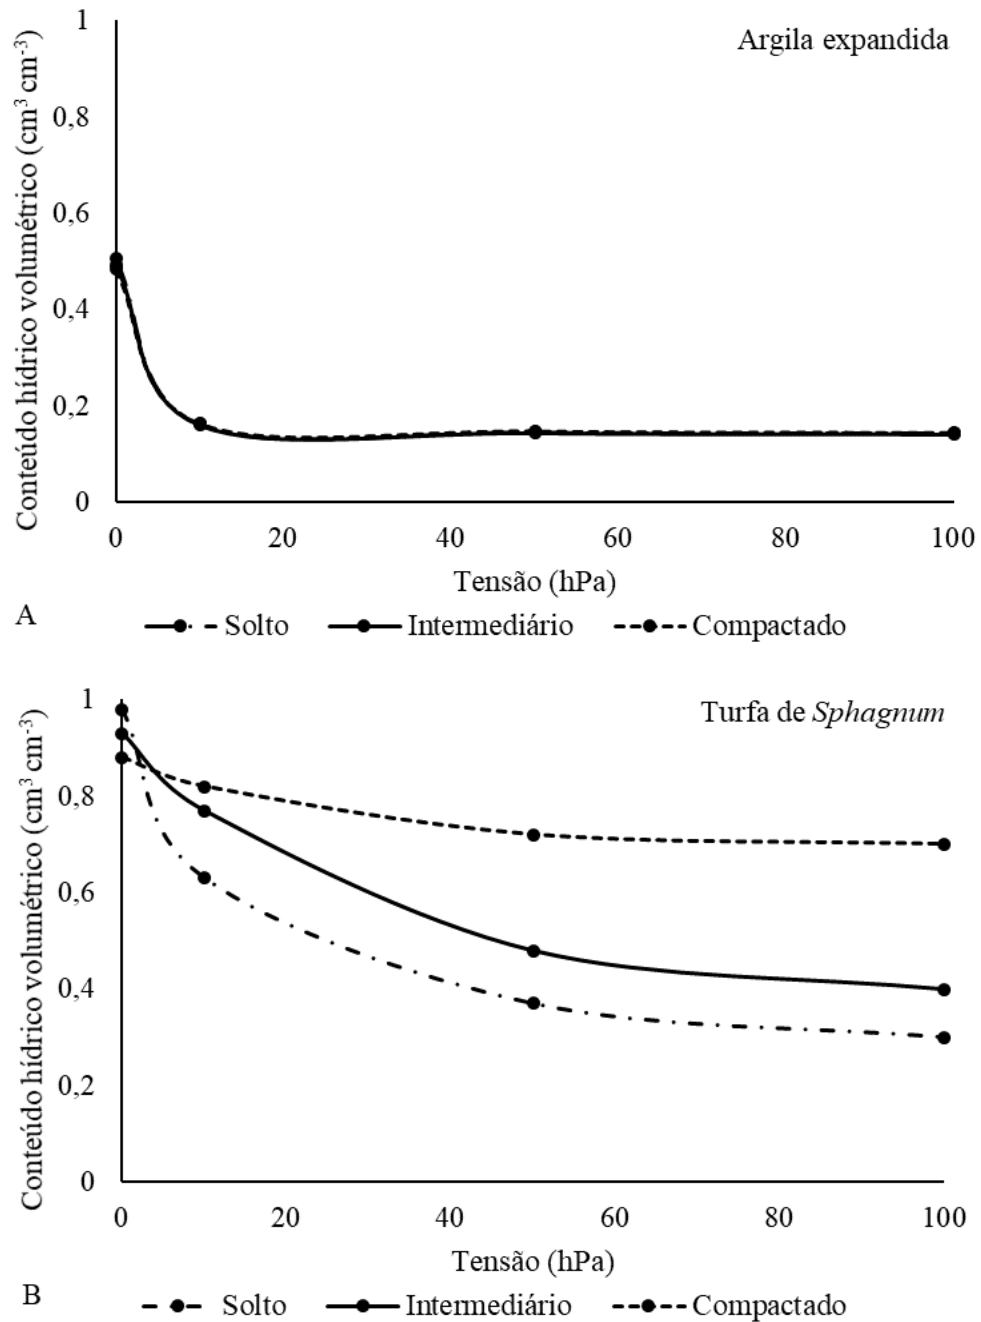 Argila expandida
Conteúdo hídrico volumétrico (cm³ cm⁻³)
1
0,8
0,6
0,4
0,2
0
0 20 40 60 80 100
Tensão (hPa)
A
Solto Intermediário Compactado
Turfa de Sphagnum
Conteúdo hídrico volumétrico (cm³ cm⁻³)
1
0,8
0,6
0,4
0,2
0
0 20 40 60 80 100
Tensão (hPa)
B
Solto Intermediário Compactado